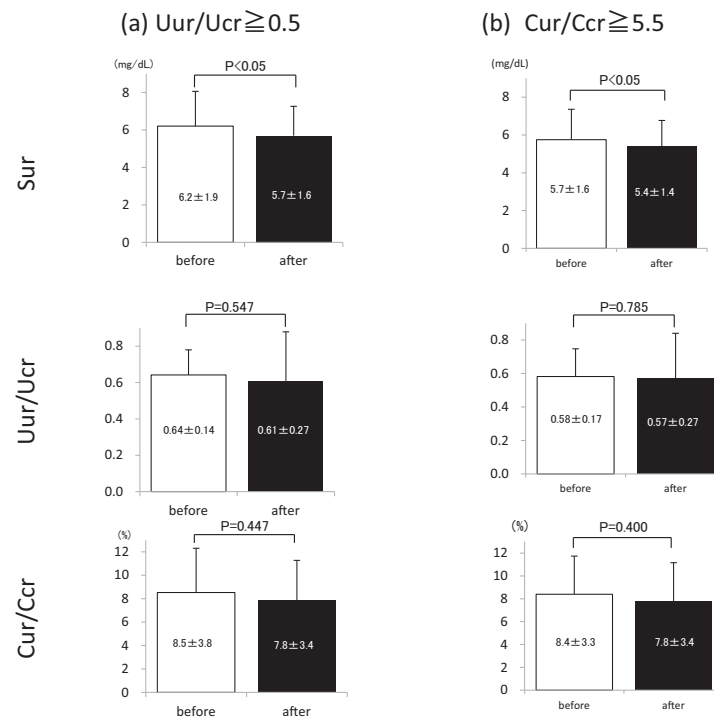 (a) Uur/Ucr≧0.5
(b) Cur/Ccr≧5.5
Sur
(mg/dL)
P<0.05
8
6
4
2
0
6.2±1.9
5.7±1.6
before
after
(mg/dL)
P<0.05
8
6
4
2
0
5.7±1.6
5.4±1.4
before
after
Uur/Ucr
P=0.547
0.8
0.6
0.4
0.2
0.0
0.64±0.14
0.61±0.27
before
after
P=0.785
0.8
0.6
0.4
0.2
0.0
0.58±0.17
0.57±0.27
before
after
Cur/Ccr
(%)
P=0.447
12
10
8
6
4
2
0
8.5±3.8
7.8±3.4
before
after
(%)
P=0.400
12
10
8
6
4
2
0
8.4±3.3
7.8±3.4
before
after